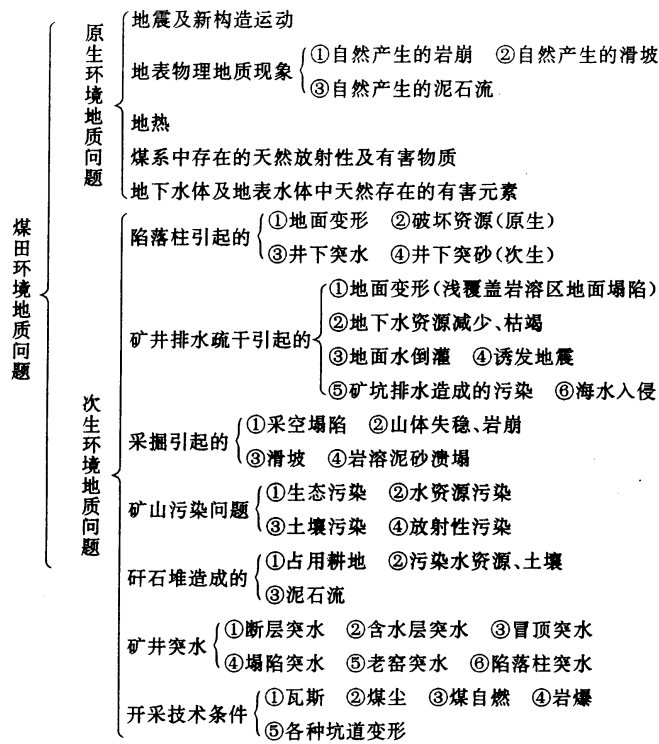 煤田环境地质问题
原生环境地质问题
地震及新构造运动
地表物理地质现象
①自然产生的岩崩 ②自然产生的滑坡
③自然产生的泥石流
地热
煤系中存在的天然放射性及有害物质
地下水体及地表水体中天然存在的有害元素
次生环境地质问题
陷落柱引起的
①地面变形 ②破坏资源(原生)
③井下突水 ④井下突砂(次生)
矿井排水疏干引起的
①地面变形(浅覆盖岩溶区地面塌陷)
②地下水资源减少、枯竭
③地面水倒灌 ④诱发地震
⑤矿坑排水造成的污染 ⑥海水入侵
采掘引起的
①采空塌陷 ②山体失稳、岩崩
③滑坡 ④岩溶泥砂溃塌
矿山污染问题
①生态污染 ②水资源污染
③土壤污染 ④放射性污染
矸石堆造成的
①占用耕地 ②污染水资源、土壤
③泥石流
矿井突水
①断层突水 ②含水层突水 ③冒顶突水
④塌陷突水 ⑤老窑突水 ⑥陷落柱突水
开采技术条件
①瓦斯 ②煤尘 ③煤自燃 ④岩爆
⑤各种坑道变形